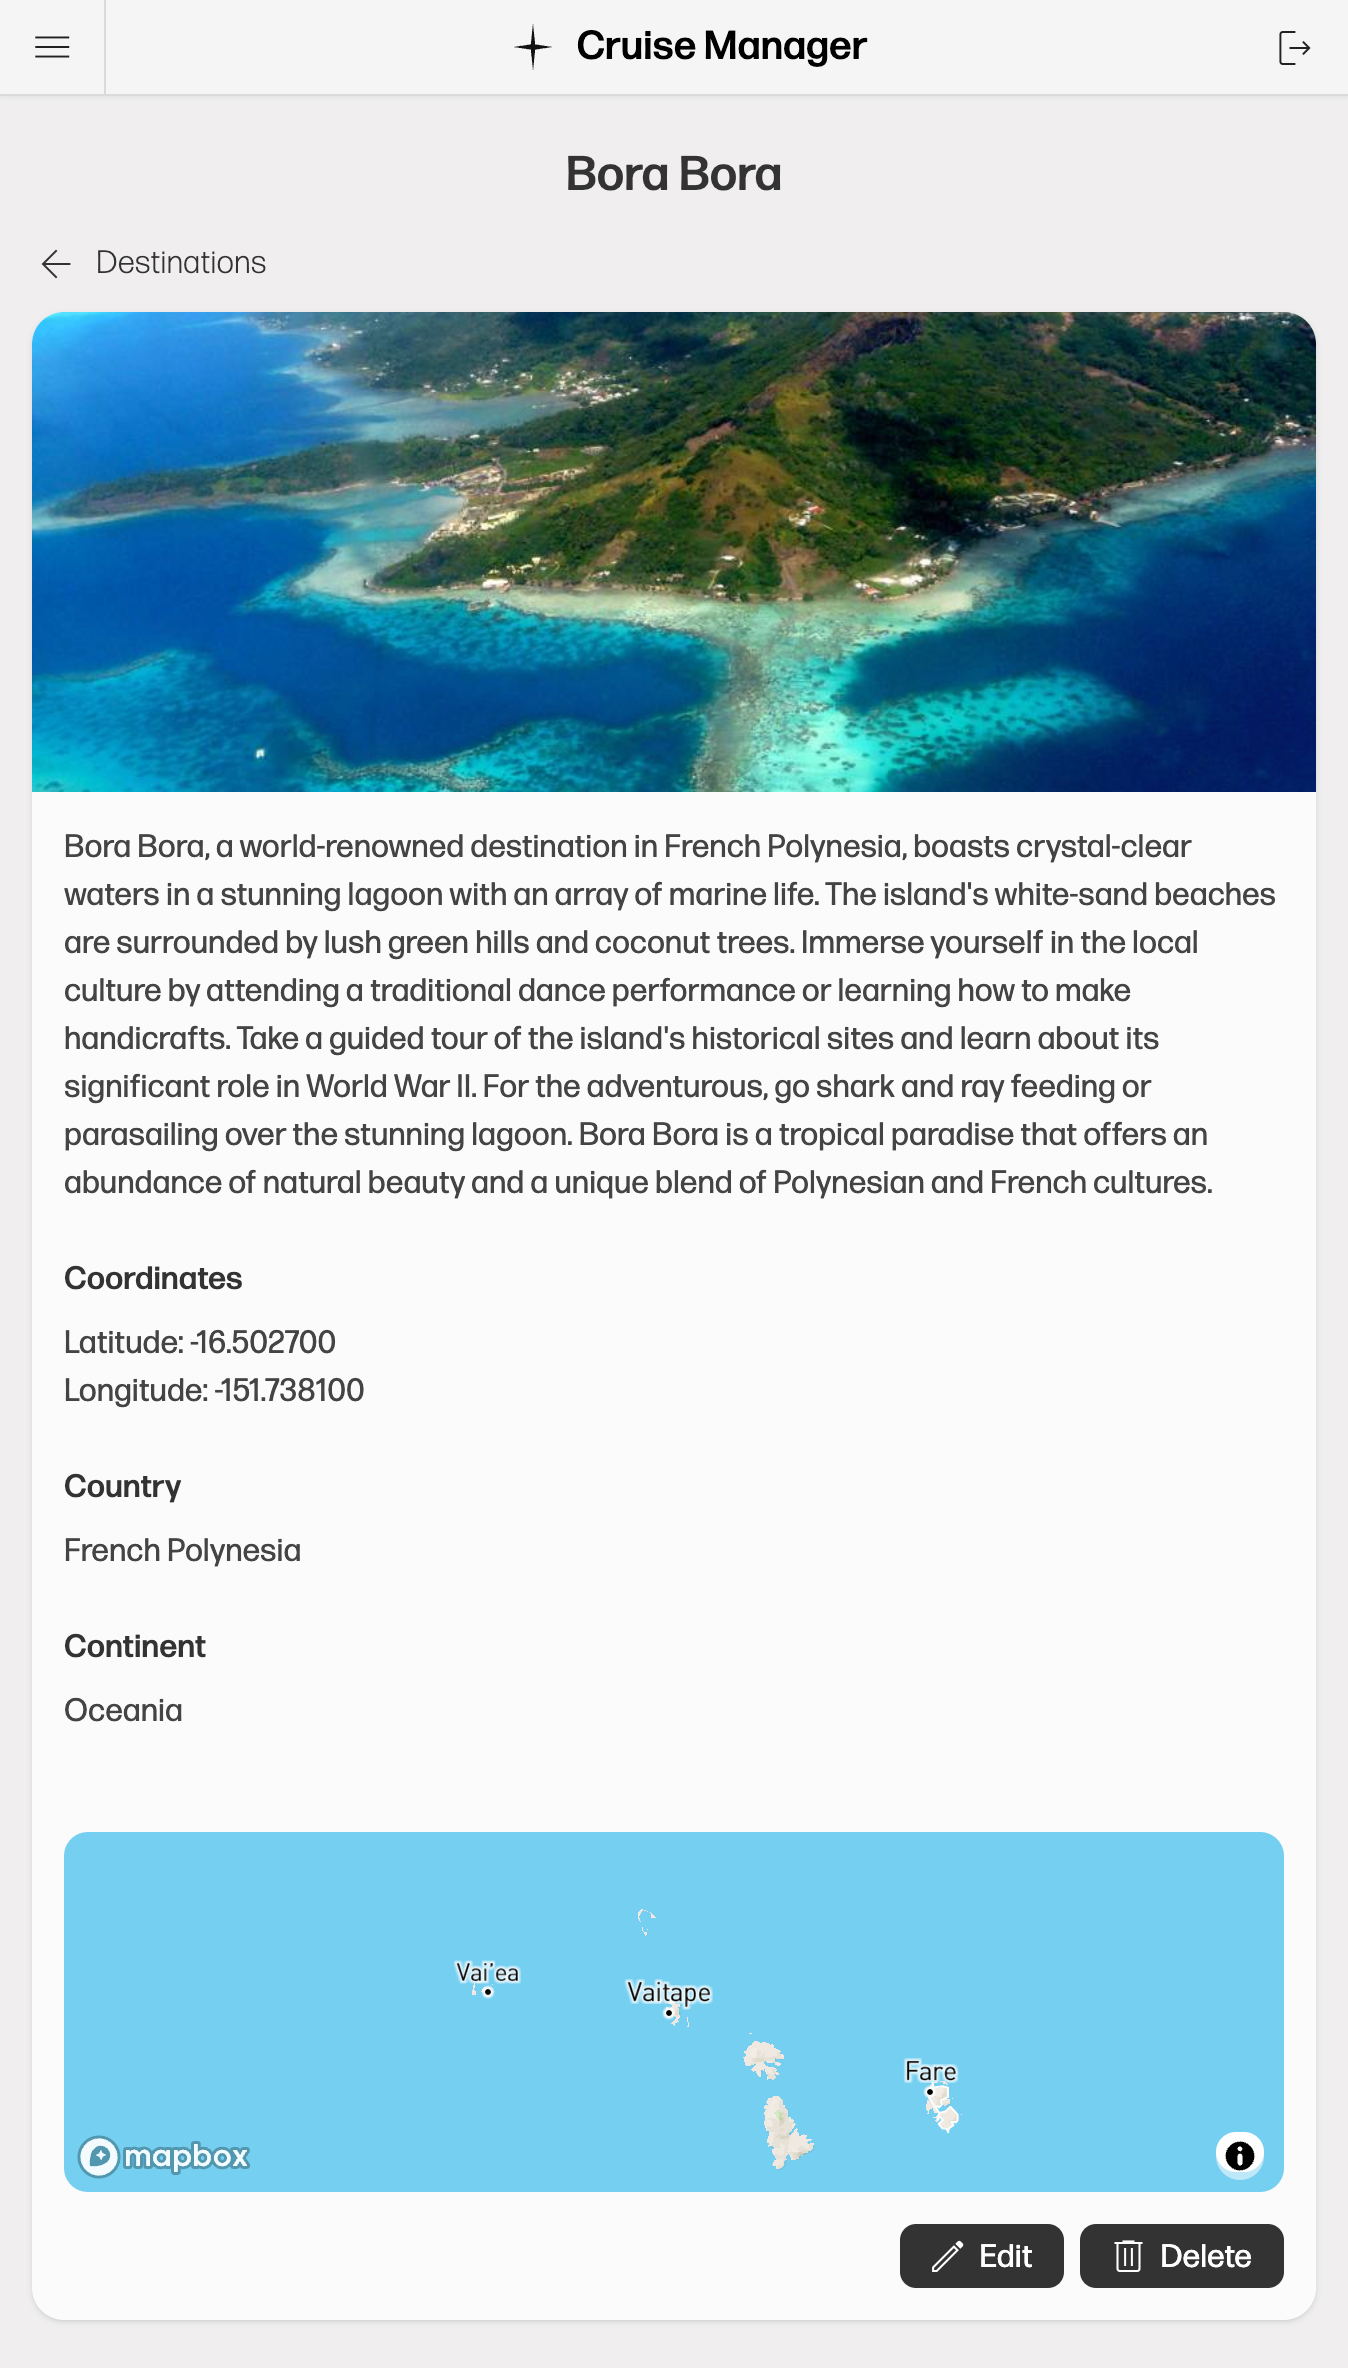 Cruise Manager
Bora Bora
Destinations
Bora Bora, a world-renowned destination in French Polynesia, boasts crystal-clear
waters in a stunning lagoon with an array of marine life. The island's white-sand beaches
are surrounded by lush green hills and coconut trees. Immerse yourself in the local
culture by attending a traditional dance performance or learning how to make
handicrafts. Take a guided tour of the island's historical sites and learn about its
significant role in World War II. For the adventurous, go shark and ray feeding or
parasailing over the stunning lagoon. Bora Bora is a tropical paradise that offers an
abundance of natural beauty and a unique blend of Polynesian and French cultures.
Coordinates
Latitude: -16.502700
Longitude: -151.738100
Country
French Polynesia
Continent
Oceania
Vai'ea
Vaitape
Fare
mapbox
Edit
Delete